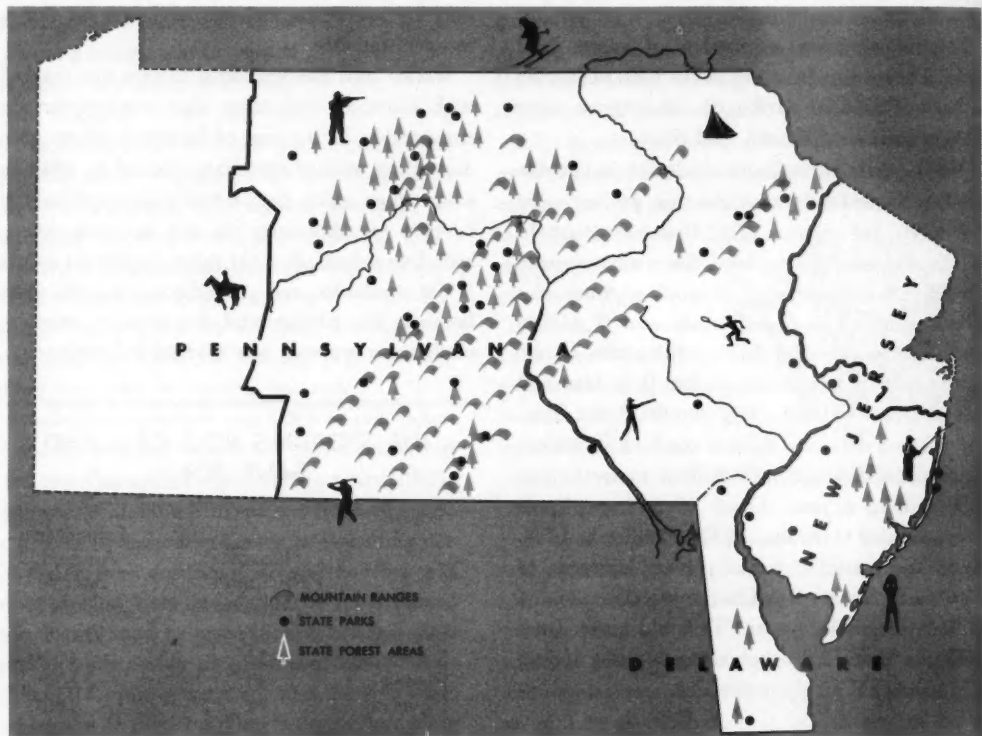 PENNSYLVANIA
NEW JERSEY
MOUNTAIN RANGES
STATE PARKS
STATE FOREST AREAS
DELAWARE